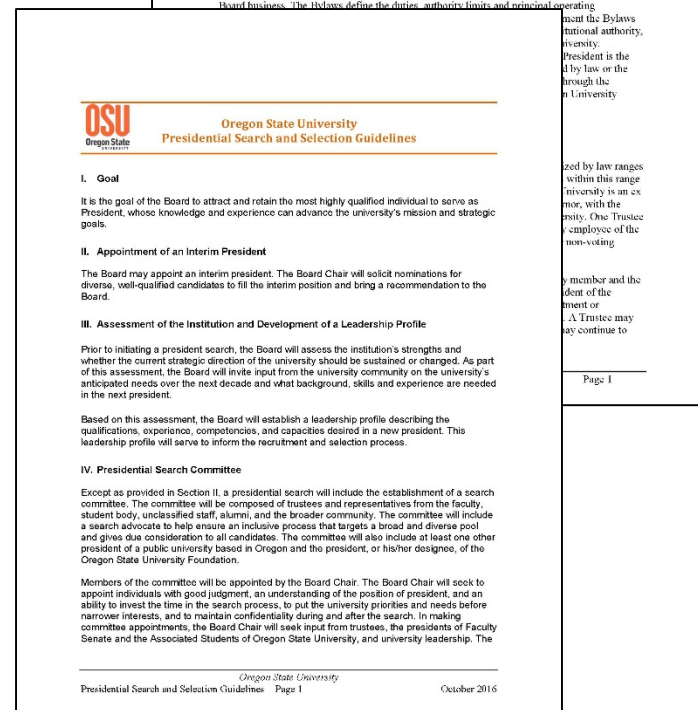 Board business. The Bylaws define the duties, authority limits and principal operating
ment the Bylaws
itutional authority,
iversity.
President is the
d by law or the
hrough the
n University
ized by law ranges
within this range
University is an ex
rnor, with the
ersity. One Trustee
y employee of the
non-voting
y member and the
ident of the
tment or
. A Trustee may
nay continue to
Page 1
OSU
Oregon State
UNIVERSITY
Oregon State University
Presidential Search and Selection Guidelines
I. Goal
It is the goal of the Board to attract and retain the most highly qualified individual to serve as
President, whose knowledge and experience can advance the university's mission and strategic
goals.
II. Appointment of an Interim President
The Board may appoint an interim president. The Board Chair will solicit nominations for
diverse, well-qualified candidates to fill the interim position and bring a recommendation to the
Board.
III. Assessment of the Institution and Development of a Leadership Profile
Prior to initiating a president search, the Board will assess the institution's strengths and
whether the current strategic direction of the university should be sustained or changed. As part
of this assessment, the Board will invite input from the university community on the university's
anticipated needs over the next decade and what background, skills and experience are needed
in the next president.
Based on this assessment, the Board will establish a leadership profile describing the
qualifications, experience, competencies, and capacities desired in a new president. This
leadership profile will serve to inform the recruitment and selection process.
IV. Presidential Search Committee
Except as provided in Section II, a presidential search will include the establishment of a search
committee. The committee will be composed of trustees and representatives from the faculty,
student body, unclassified staff, alumni, and the broader community. The committee will include
a search advocate to help ensure an inclusive process that targets a broad and diverse pool
and gives due consideration to all candidates. The committee will also include at least one other
president of a public university based in Oregon and the president, or his/her designee, of the
Oregon State University Foundation.
Members of the committee will be appointed by the Board Chair. The Board Chair will seek to
appoint individuals with good judgment, an understanding of the position of president, and an
ability to invest the time in the search process, to put the university priorities and needs before
narrower interests, and to maintain confidentiality during and after the search. In making
committee appointments, the Board Chair will seek input from trustees, the presidents of Faculty
Senate and the Associated Students of Oregon State University, and university leadership. The
Oregon State University
Presidential Search and Selection Guidelines Page 1 October 2016